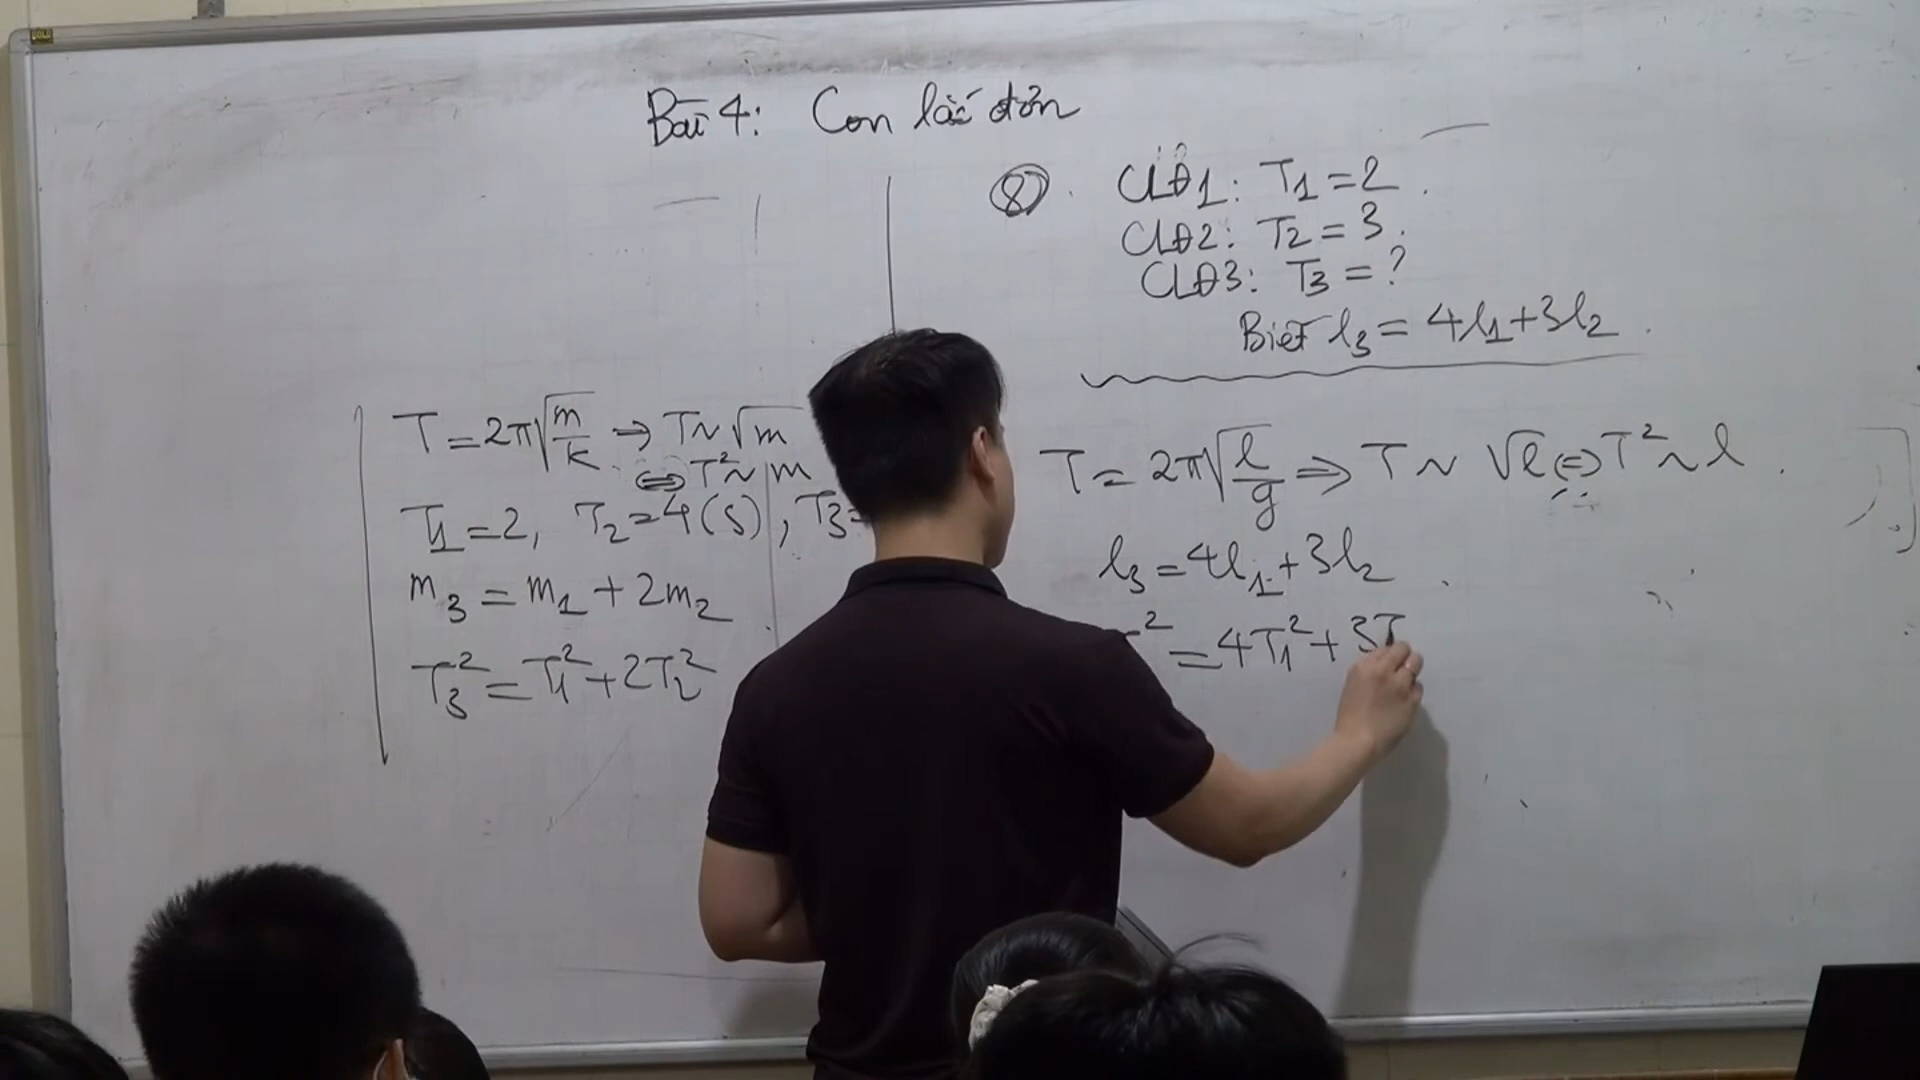 Bài 4: Con lắc đơn
⑧. CLĐ1: T₁ = 2.
CLĐ2: T₂ = 3.
CLĐ3: T₃ = ?
Biết l₃ = 4l₁ + 3l₂.
T = 2π√(m/k) ⇒ T ~ √m
⇔ T² ~ m
T₁ = 2, T₂ = 4 (s), T₃ =
m₃ = m₁ + 2m₂
T₃² = T₁² + 2T₂²
T = 2π√(l/g) ⇒ T ~ √l ⇔ T² ~ l.
l₃ = 4l₁ + 3l₂
² = 4T₁² + 3T